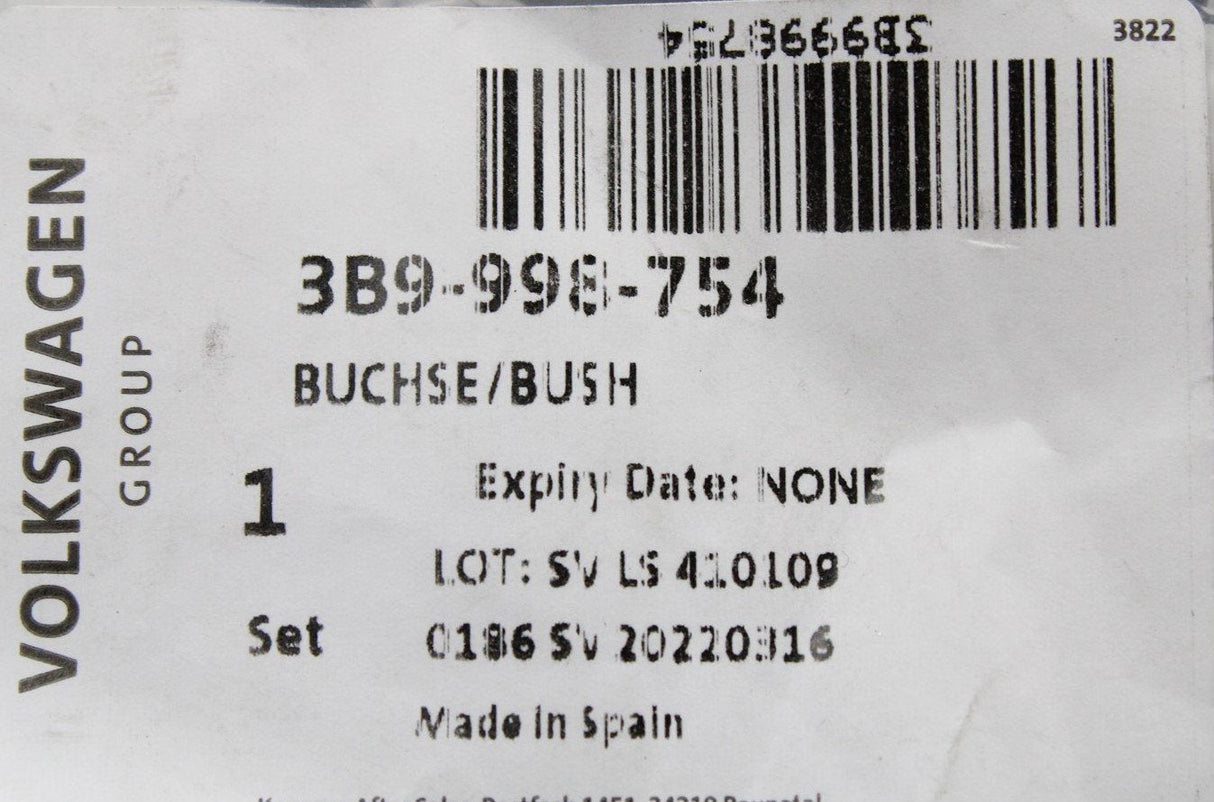 3B9998754
3822
VOLKSWAGEN
GROUP
3B9-998-754
BUCHSE/BUSH
1
Expiry Date: NONE
LOT: SV LS 410109
Set
0186 SV 20220316
Made in Spain